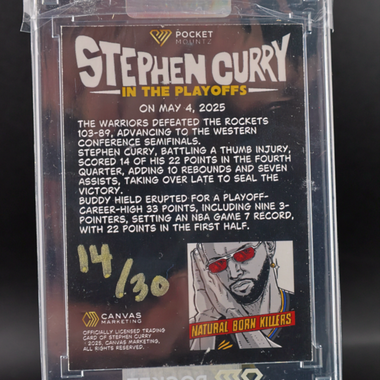 POCKET
MOUNTZ
STEPHEN CURRY
IN THE PLAYOFFS
ON MAY 4, 2025
THE WARRIORS DEFEATED THE ROCKETS
103-89, ADVANCING TO THE WESTERN
CONFERENCE SEMIFINALS.
STEPHEN CURRY, BATTLING A THUMB INJURY,
SCORED 14 OF HIS 22 POINTS IN THE FOURTH
QUARTER, ADDING 10 REBOUNDS AND SEVEN
ASSISTS, TAKING OVER LATE TO SEAL THE
VICTORY.
BUDDY HIELD ERUPTED FOR A PLAYOFF-
CAREER-HIGH 33 POINTS, INCLUDING NINE 3-
POINTERS, SETTING AN NBA GAME 7 RECORD,
WITH 22 POINTS IN THE FIRST HALF.
14/30
NATURAL BORN KILLERS
CANVAS
MARKETING
OFFICIALLY LICENSED TRADING
CARD OF STEPHEN CURRY
©2025, CANVAS MARKETING,
ALL RIGHTS RESERVED.